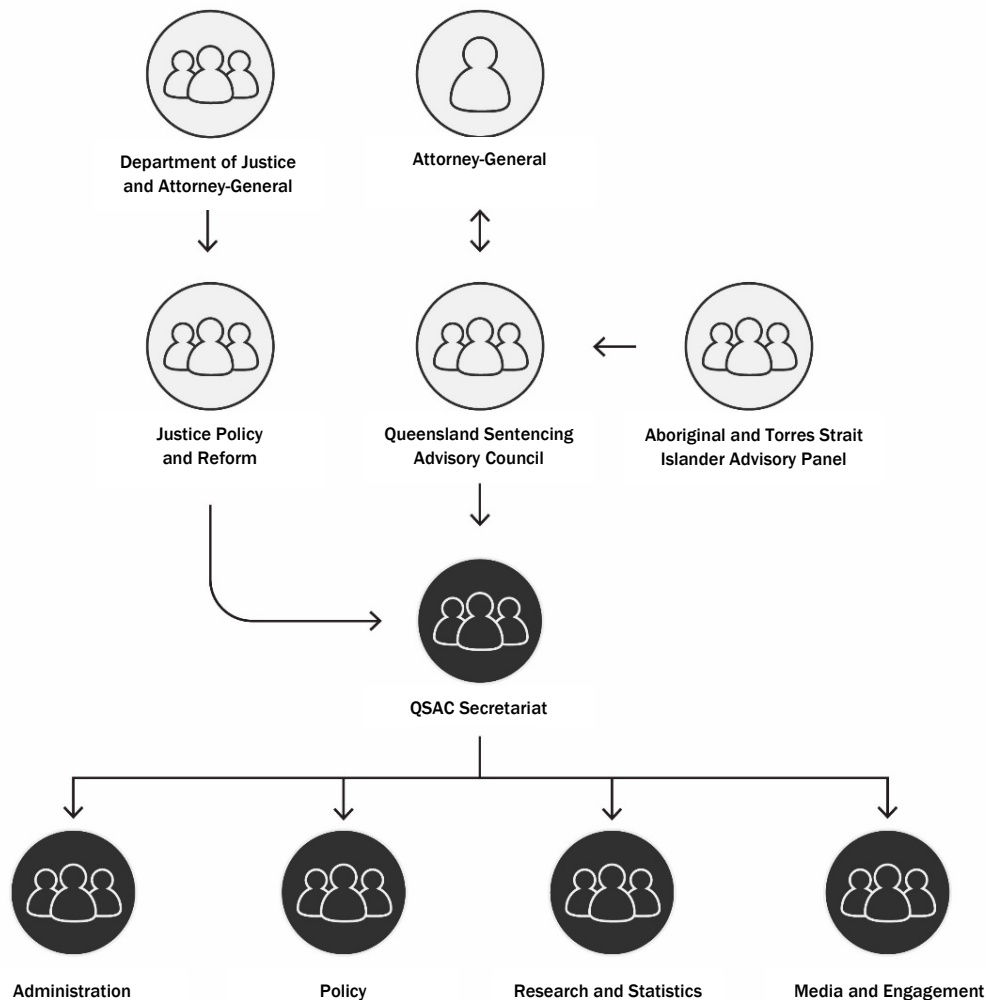 Department of Justice
and Attorney-General
Attorney-General
Justice Policy
and Reform
Queensland Sentencing
Advisory Council
Aboriginal and Torres Strait
Islander Advisory Panel
QSAC Secretariat
Administration
Policy
Research and Statistics
Media and Engagement